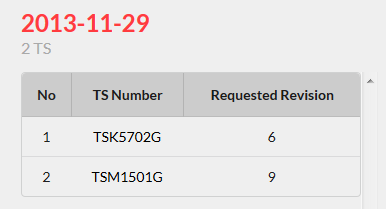 2013-11-29
2 TS
No TS Number Requested Revision
1 TSK5702G 6
2 TSM1501G 9